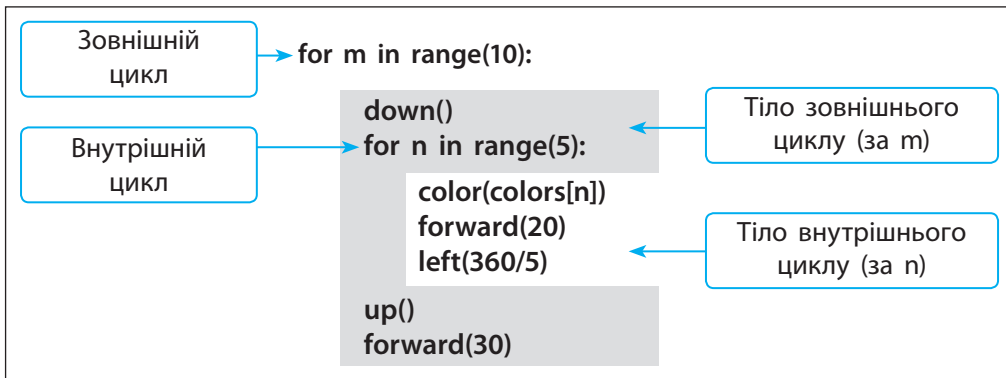 Зовнішній
цикл
for m in range(10):
down()
for n in range(5):
color(colors[n])
forward(20)
left(360/5)
up()
forward(30)
Внутрішній
цикл
Тіло зовнішнього
циклу (за m)
Тіло внутрішнього
циклу (за n)